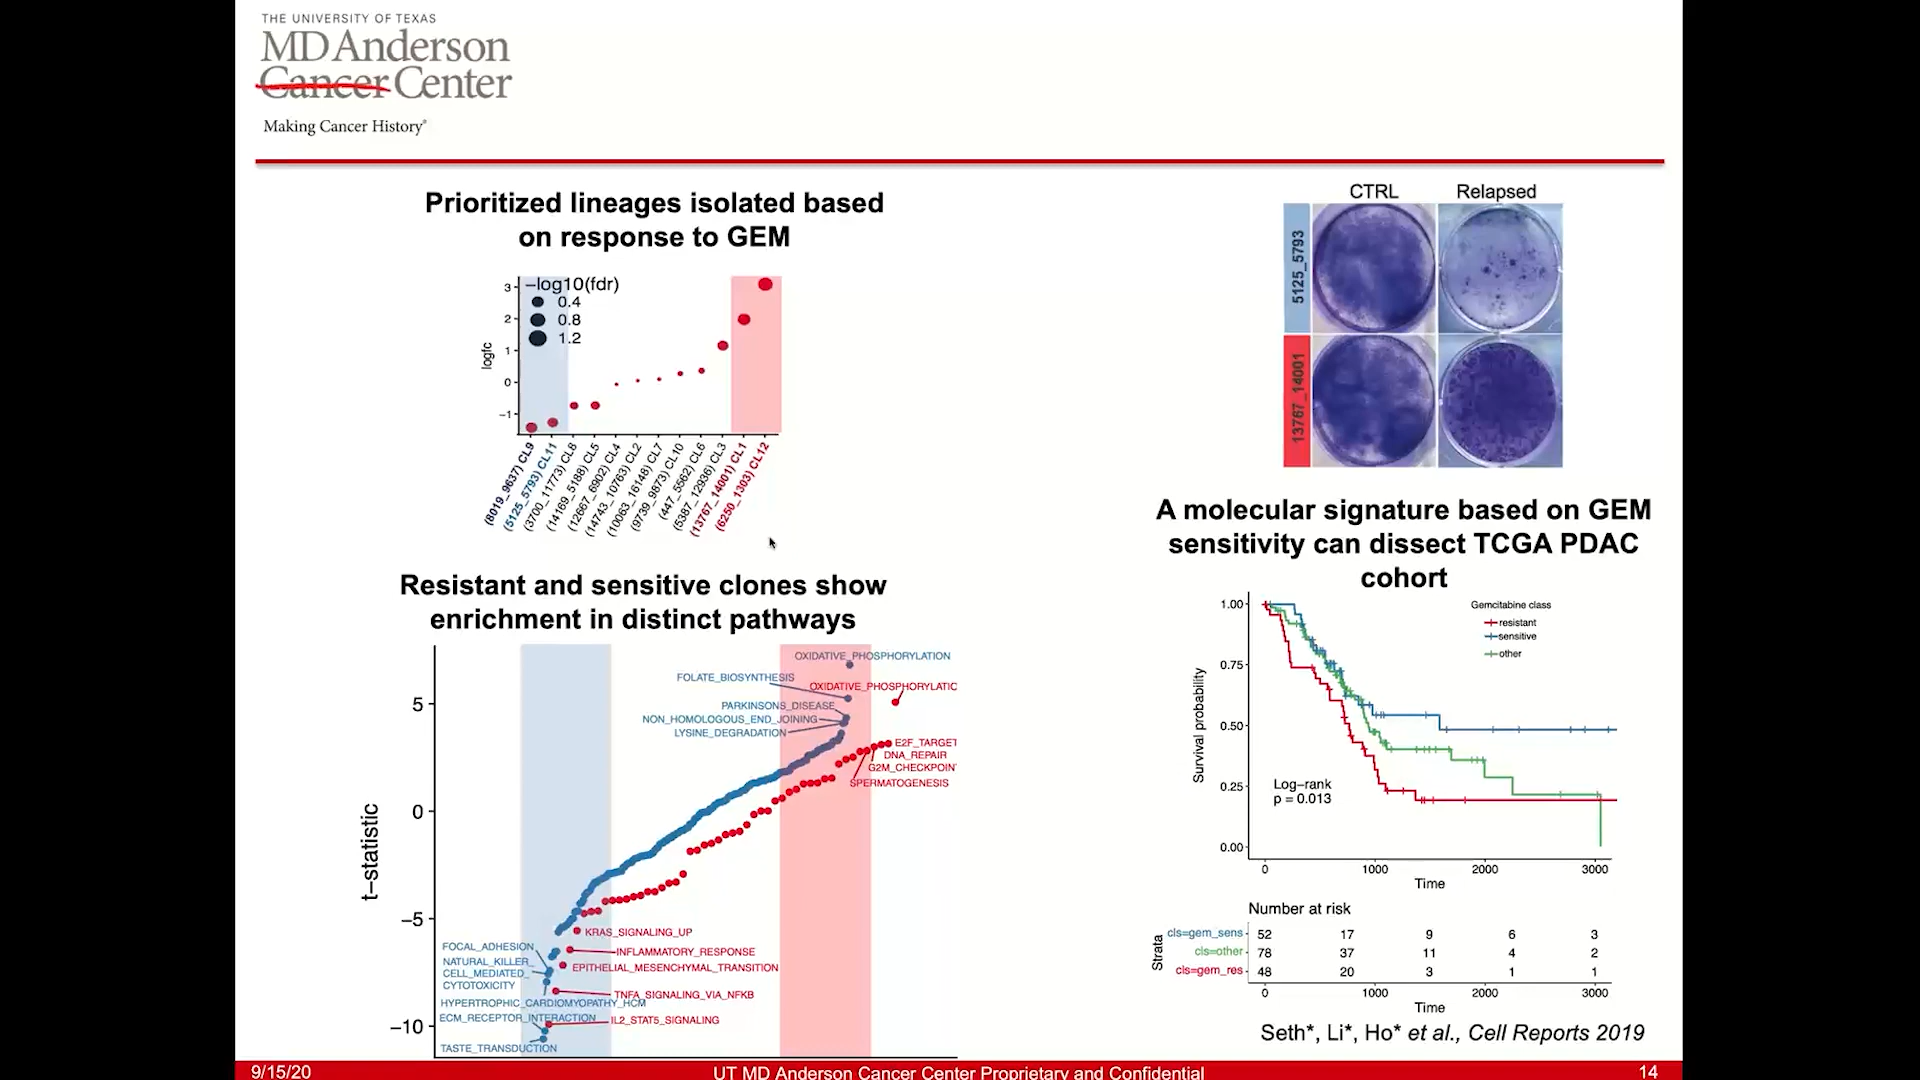 THE UNIVERSITY OF TEXAS
MD Anderson
Cancer Center
Making Cancer History®
Prioritized lineages isolated based
on response to GEM
−log10(fdr)
0.4
0.8
1.2
logfc
3
2
1
0
−1
(8019_9637) CL9
(5125_5793) CL11
(3700_11773) CL8
(14169_5188) CL5
(12667_6902) CL4
(14743_10763) CL2
(10063_16148) CL7
(9739_9873) CL10
(447_5562) CL6
(5387_12936) CL3
(13767_14001) CL1
(6250_1303) CL12
Resistant and sensitive clones show
enrichment in distinct pathways
t−statistic
5
0
−5
−10
OXIDATIVE_PHOSPHORYLATION
FOLATE_BIOSYNTHESIS
OXIDATIVE_PHOSPHORYLATIC
PARKINSONS_DISEASE
NON_HOMOLOGOUS_END_JOINING
LYSINE_DEGRADATION
E2F_TARGET
DNA_REPAIR
G2M_CHECKPOIN
SPERMATOGENESIS
KRAS_SIGNALING_UP
FOCAL_ADHESION
INFLAMMATORY_RESPONSE
NATURAL_KILLER_
CELL_MEDIATED_
CYTOTOXICITY
EPITHELIAL_MESENCHYMAL_TRANSITION
TNFA_SIGNALING_VIA_NFKB
HYPERTROPHIC_CARDIOMYOPATHY_HCM
ECM_RECEPTOR_INTERACTION
IL2_STAT5_SIGNALING
TASTE_TRANSDUCTION
CTRL Relapsed
5125_5793
13767_14001
A molecular signature based on GEM
sensitivity can dissect TCGA PDAC
cohort
Gemcitabine class
resistant
sensitive
other
Survival probability
1.00
0.75
0.50
0.25
0.00
Log−rank
p = 0.013
0 1000 2000 3000
Time
Number at risk
Strata
cls=gem_sens 52 17 9 6 3
cls=other 78 37 11 4 2
cls=gem_res 48 20 3 1 1
0 1000 2000 3000
Time
Seth*, Li*, Ho* et al., Cell Reports 2019
9/15/20
UT MD Anderson Cancer Center Proprietary and Confidential
14